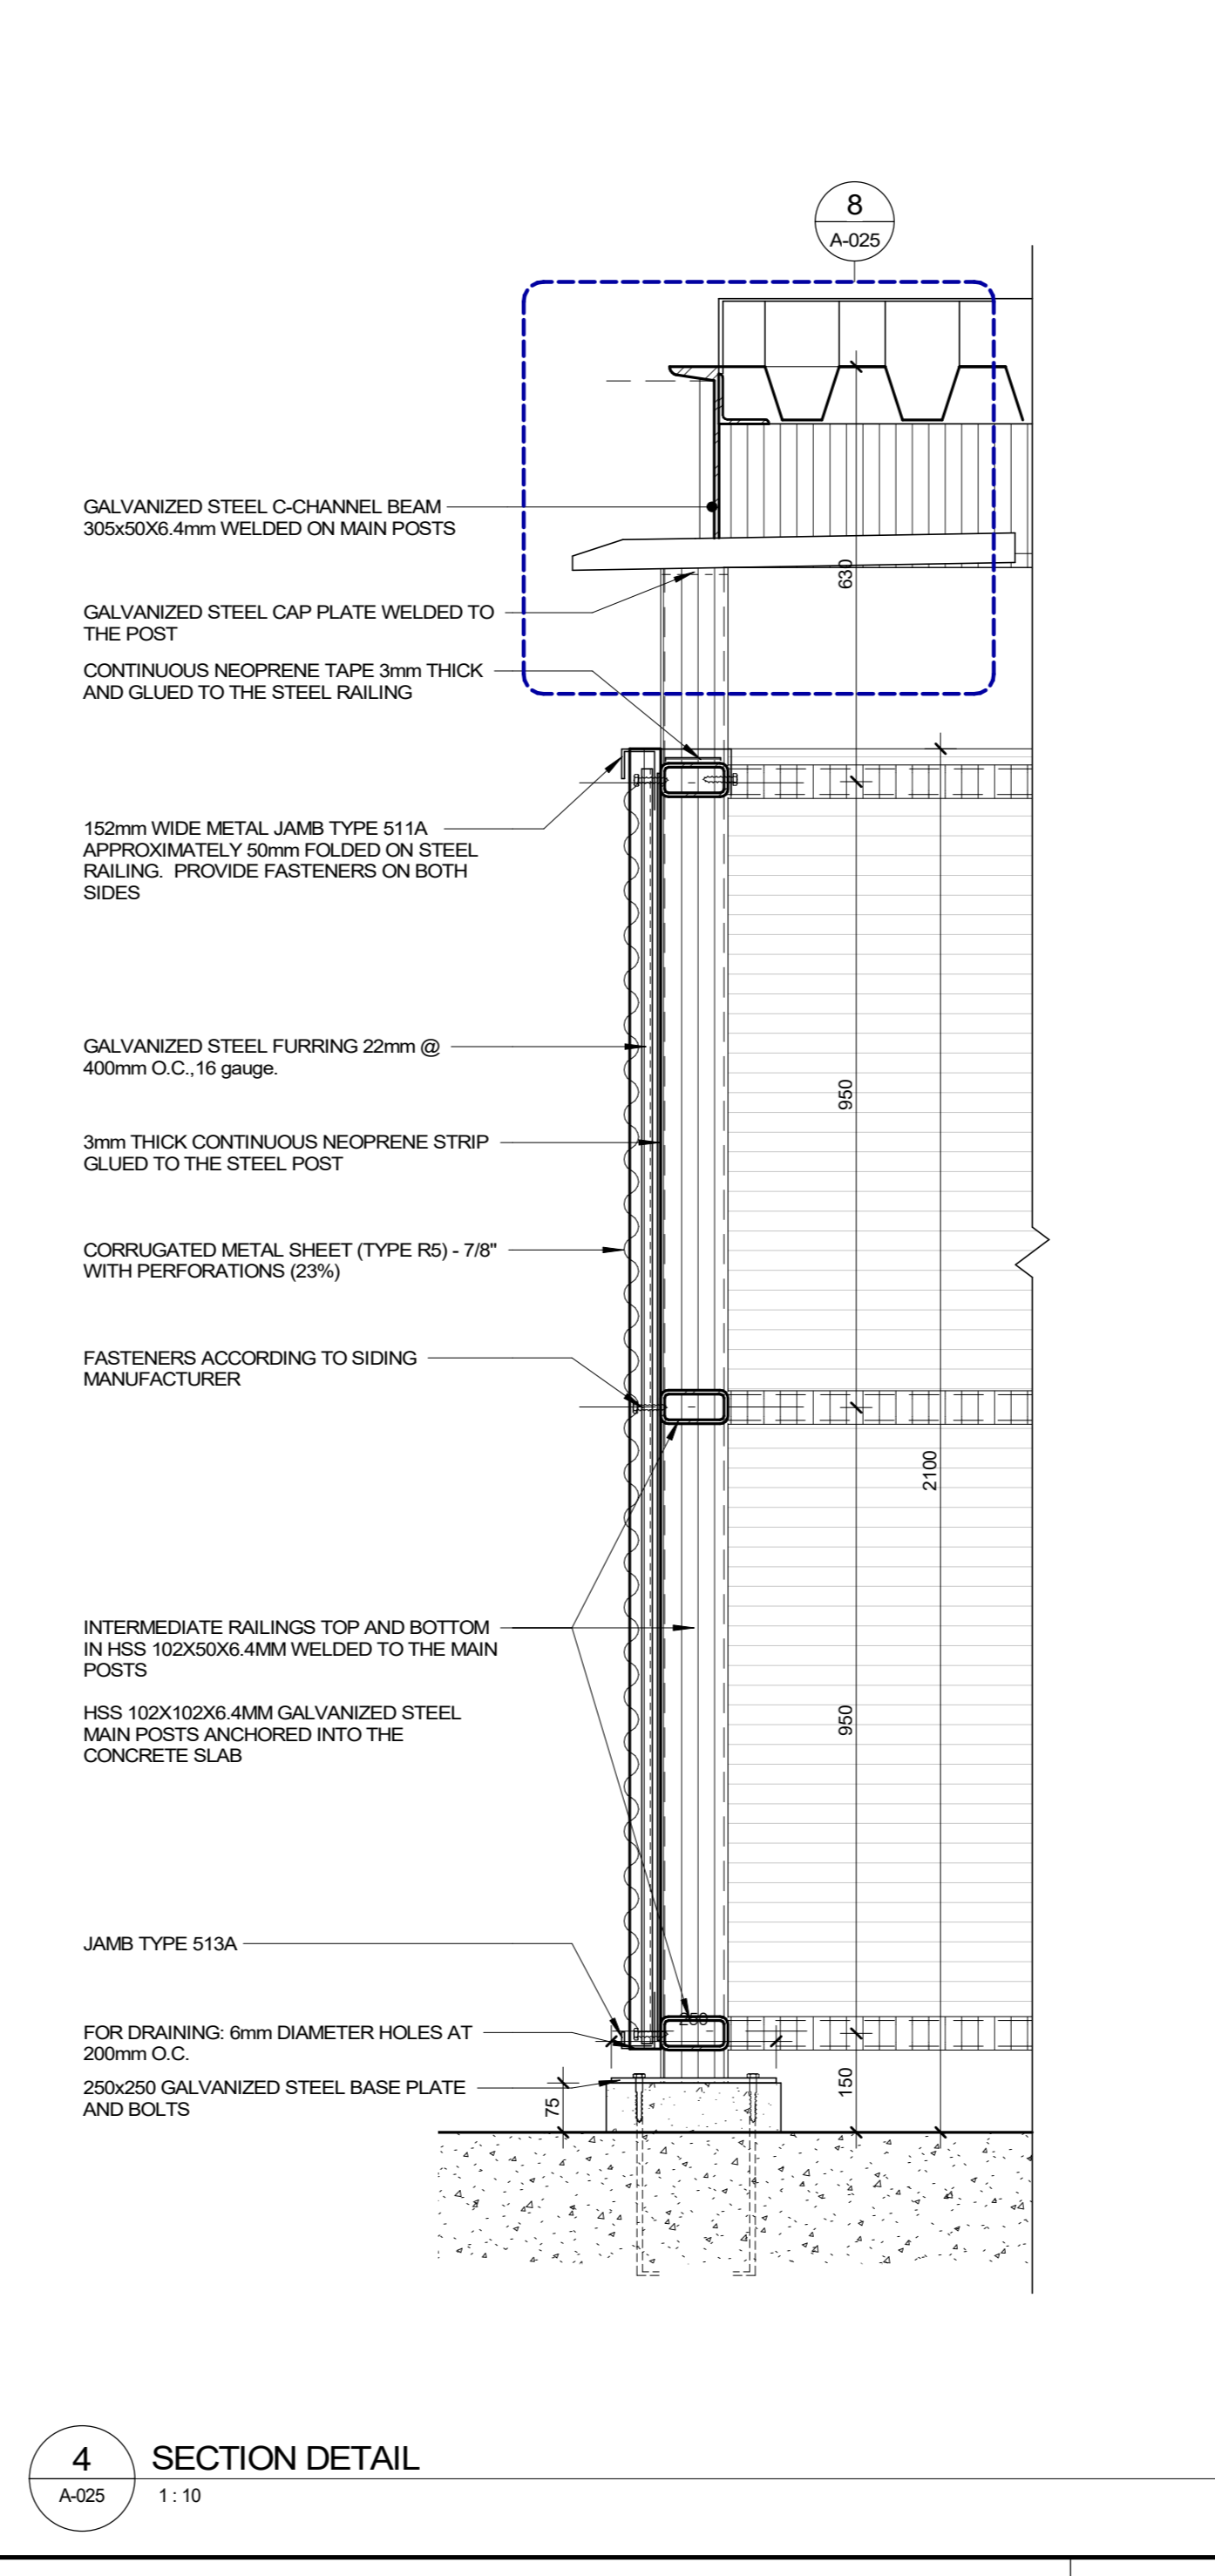 8
A-025
GALVANIZED STEEL C-CHANNEL BEAM
305x50X6.4mm WELDED ON MAIN POSTS
630
GALVANIZED STEEL CAP PLATE WELDED TO
THE POST
CONTINUOUS NEOPRENE TAPE 3mm THICK
AND GLUED TO THE STEEL RAILING
152mm WIDE METAL JAMB TYPE 511A
APPROXIMATELY 50mm FOLDED ON STEEL
RAILING.  PROVIDE FASTENERS ON BOTH
SIDES
GALVANIZED STEEL FURRING 22mm @
400mm O.C.,16 gauge.
950
3mm THICK CONTINUOUS NEOPRENE STRIP
GLUED TO THE STEEL POST
CORRUGATED METAL SHEET (TYPE R5) - 7/8"
WITH PERFORATIONS (23%)
FASTENERS ACCORDING TO SIDING
MANUFACTURER
2100
INTERMEDIATE RAILINGS TOP AND BOTTOM
IN HSS 102X50X6.4MM WELDED TO THE MAIN
POSTS
HSS 102X102X6.4MM GALVANIZED STEEL
MAIN POSTS ANCHORED INTO THE
CONCRETE SLAB
950
JAMB TYPE 513A
250
FOR DRAINING: 6mm DIAMETER HOLES AT
200mm O.C.
250x250 GALVANIZED STEEL BASE PLATE
AND BOLTS
75
150
4
A-025
SECTION DETAIL
1 : 10